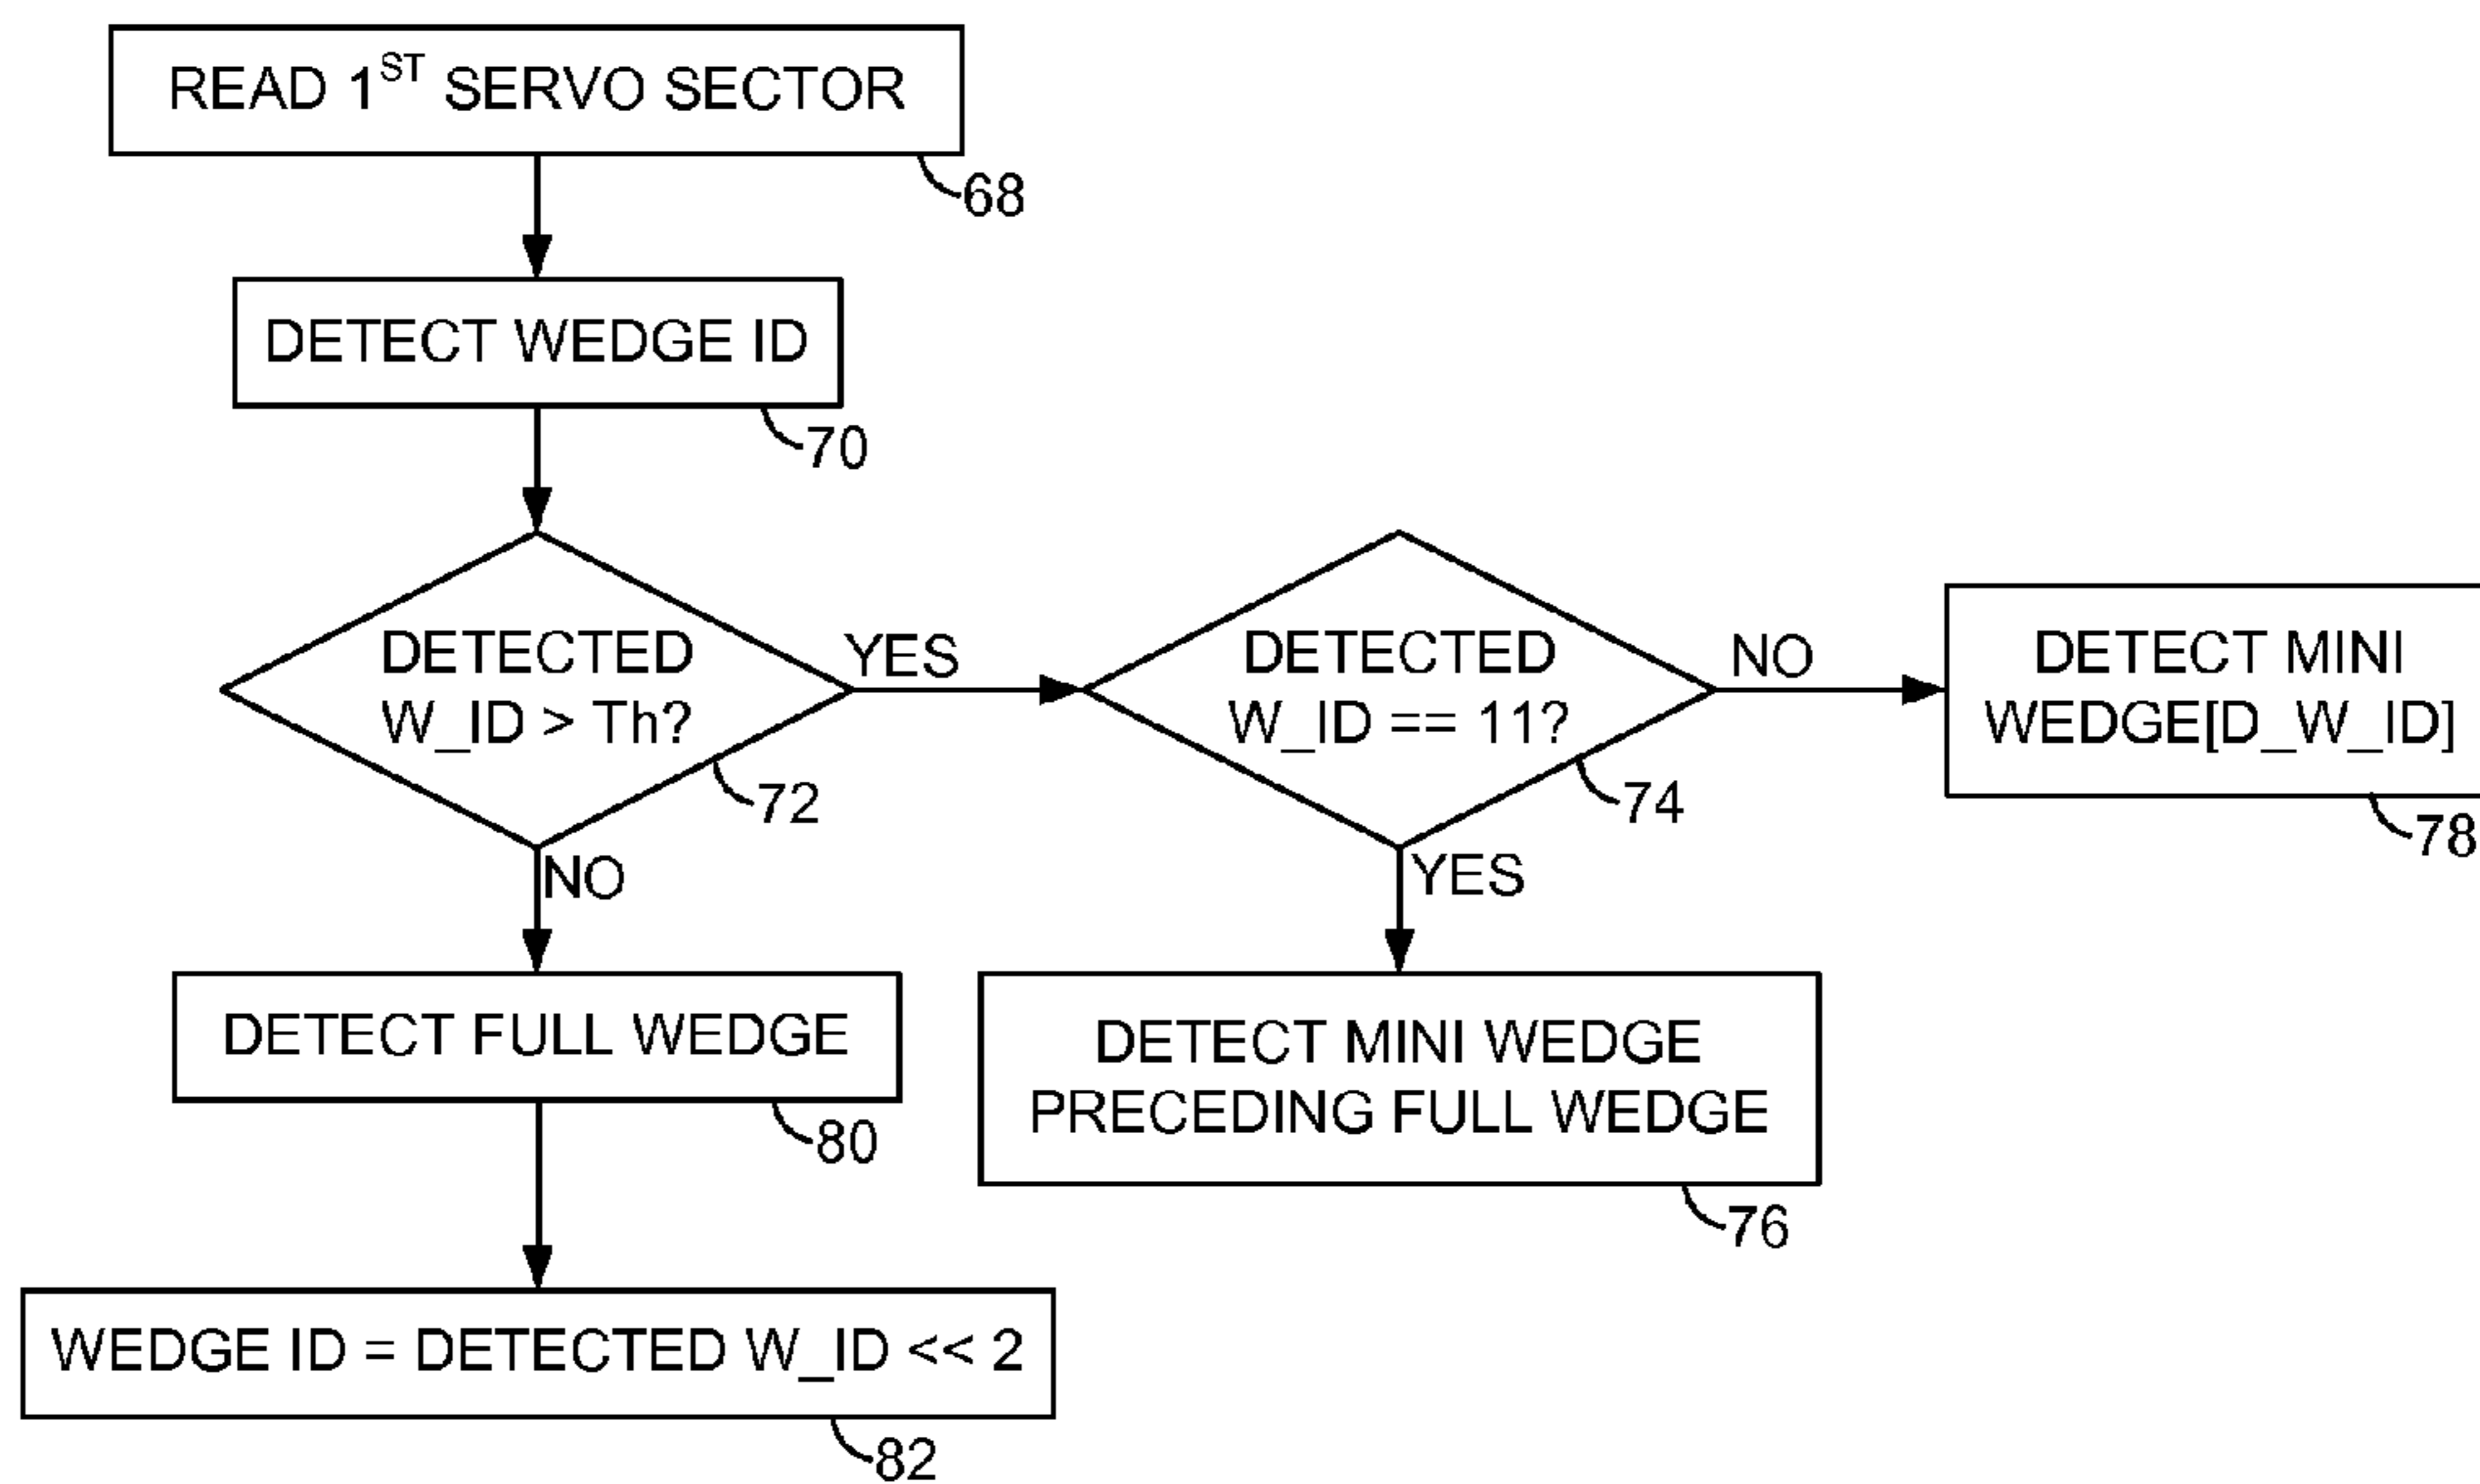 READ 1ST SERVO SECTOR
68
DETECT WEDGE ID
70
DETECTED
W_ID > Th?
72
YES
NO
DETECTED
W_ID == 11?
74
NO
YES
DETECT MINI
WEDGE[D_W_ID]
78
DETECT FULL WEDGE
80
DETECT MINI WEDGE
PRECEDING FULL WEDGE
76
WEDGE ID = DETECTED W_ID << 2
82